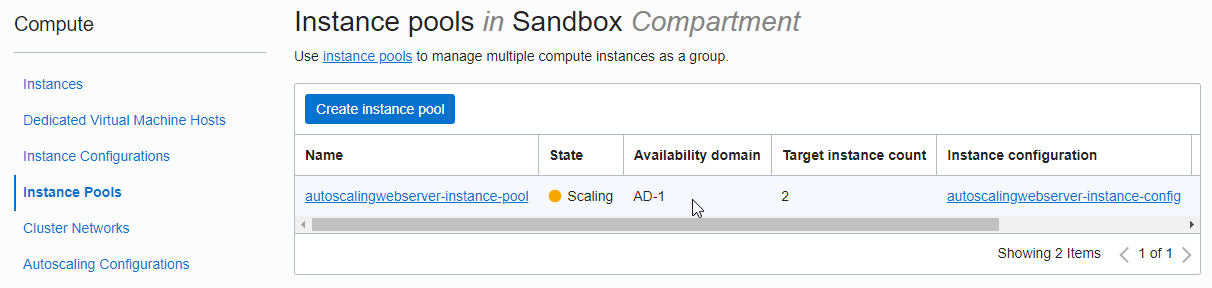 Compute
Instances
Dedicated Virtual Machine Hosts
Instance Configurations
Instance Pools
Cluster Networks
Autoscaling Configurations
Instance pools in Sandbox Compartment
Use instance pools to manage multiple compute instances as a group.
Create instance pool
Name State Availability domain Target instance count Instance configuration
autoscalingwebserver-instance-pool Scaling AD-1 2 autoscalingwebserver-instance-config
Showing 2 Items 1 of 1